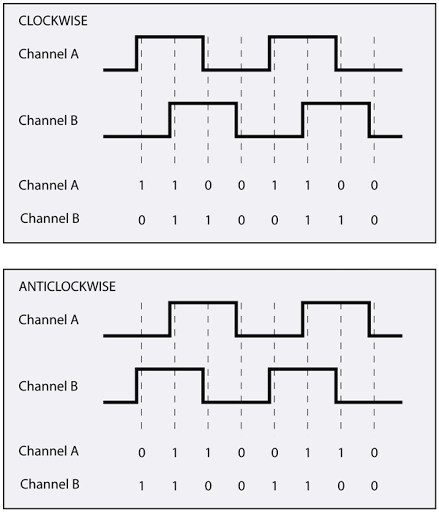 CLOCKWISE
Channel A
Channel B
Channel A 1 1 0 0 1 1 0 0
Channel B 0 1 1 0 0 1 1 0
ANTICLOCKWISE
Channel A
Channel B
Channel A 0 1 1 0 0 1 1 0
Channel B 1 1 0 0 1 1 0 0